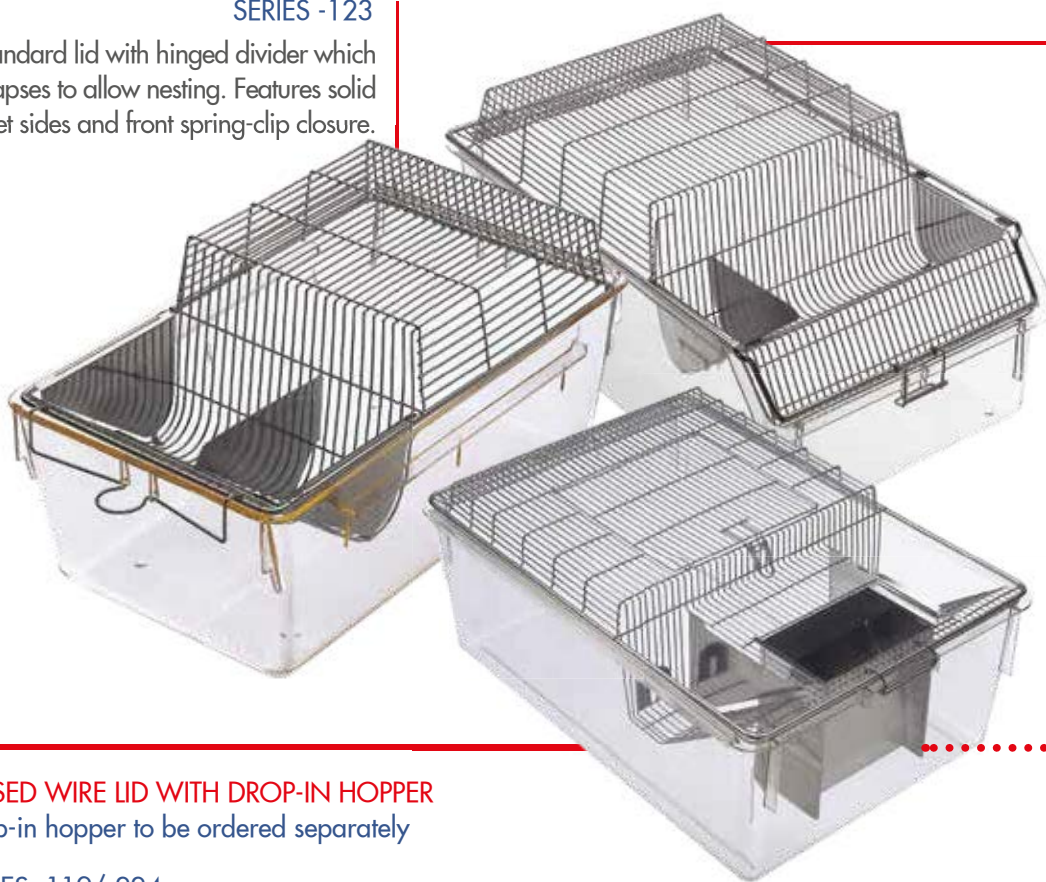 SERIES -123
andard lid with hinged divider which
apses to allow nesting. Features solid
et sides and front spring-clip closure.
SED WIRE LID WITH DROP-IN HOPPER
p-in hopper to be ordered separately